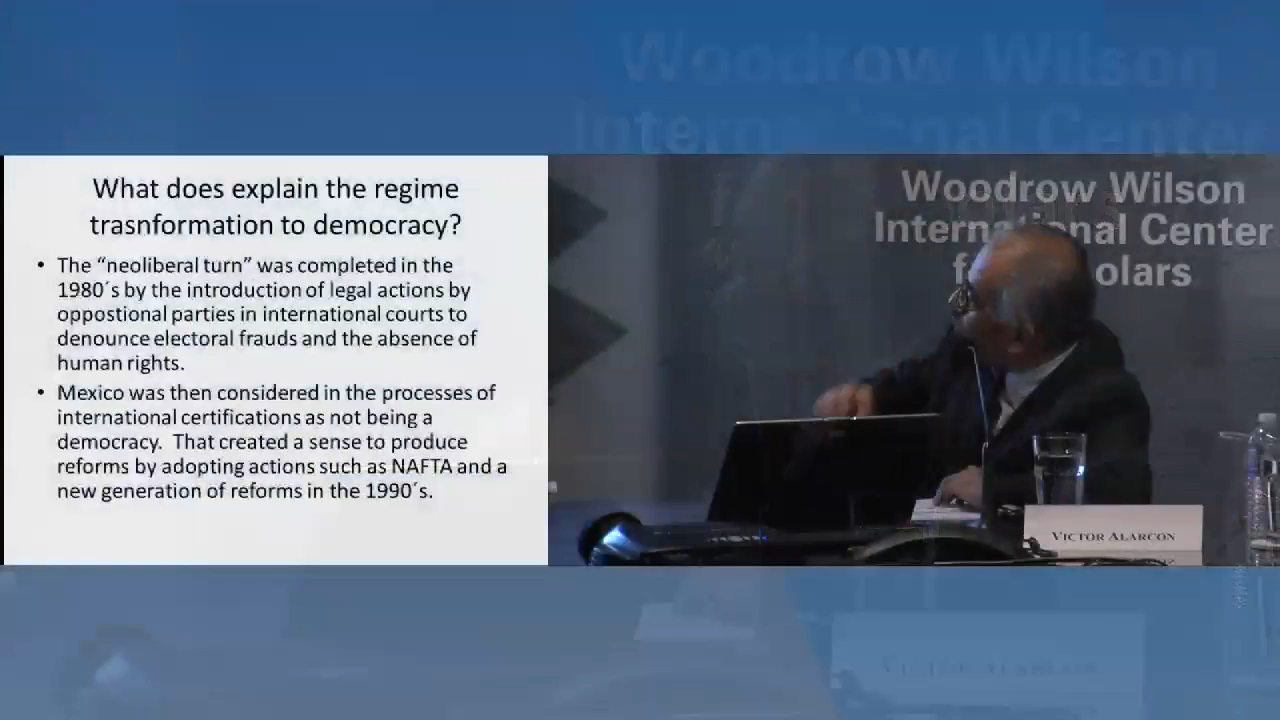 Woodrow Wilson
International Center
What does explain the regime
trasnformation to democracy?
• The “neoliberal turn” was completed in the
1980´s by the introduction of legal actions by
oppostional parties in international courts to
denounce electoral frauds and the absence of
human rights.
• Mexico was then considered in the processes of
international certifications as not being a
democracy. That created a sense to produce
reforms by adopting actions such as NAFTA and a
new generation of reforms in the 1990´s.
Woodrow Wilson
International Center
f olars
VICTOR ALARCON
VICTOR ALARCON